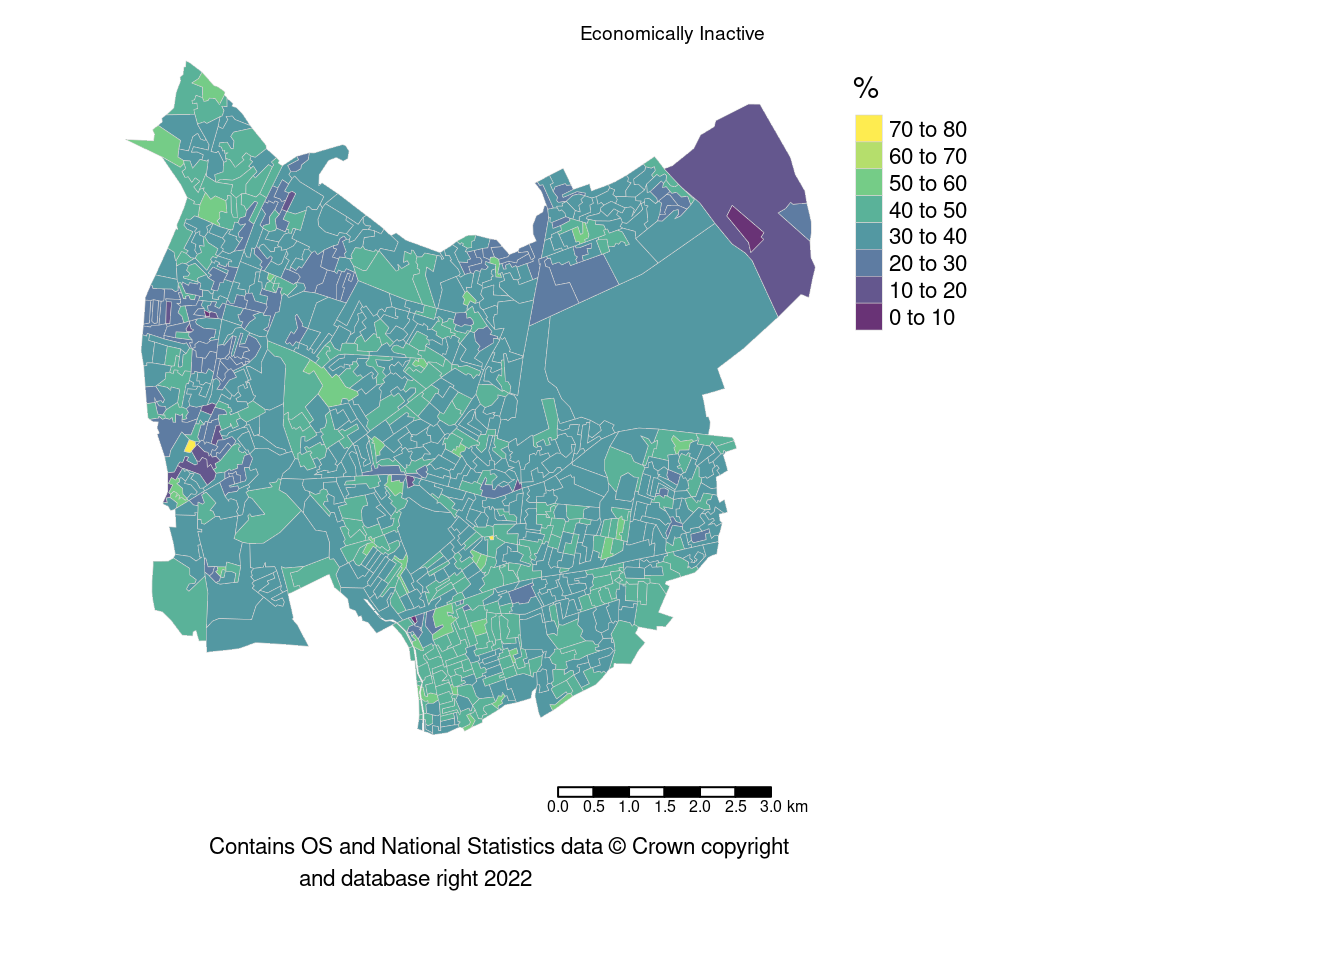 Economically Inactive
%
70 to 80
60 to 70
50 to 60
40 to 50
30 to 40
20 to 30
10 to 20
0 to 10
0.0 0.5 1.0 1.5 2.0 2.5 3.0 km
Contains OS and National Statistics data © Crown copyright
and database right 2022